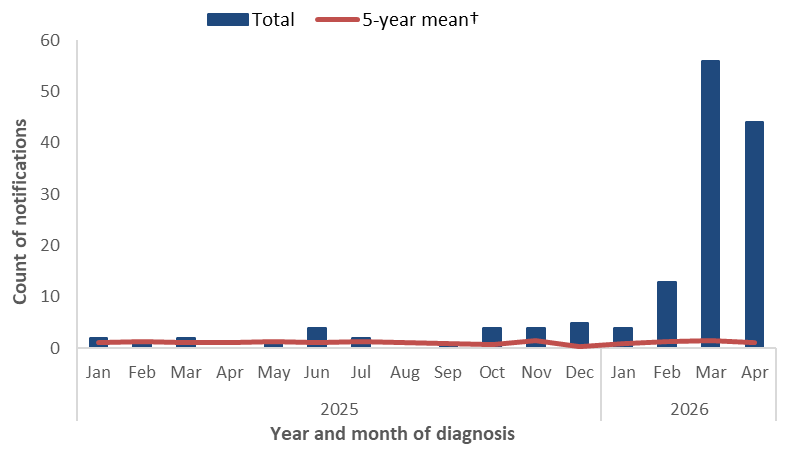 Total 5-year mean†
60
50
40
30
20
10
0
Count of notifications
Jan Feb Mar Apr May Jun Jul Aug Sep Oct Nov Dec Jan Feb Mar Apr
2025 2026
Year and month of diagnosis